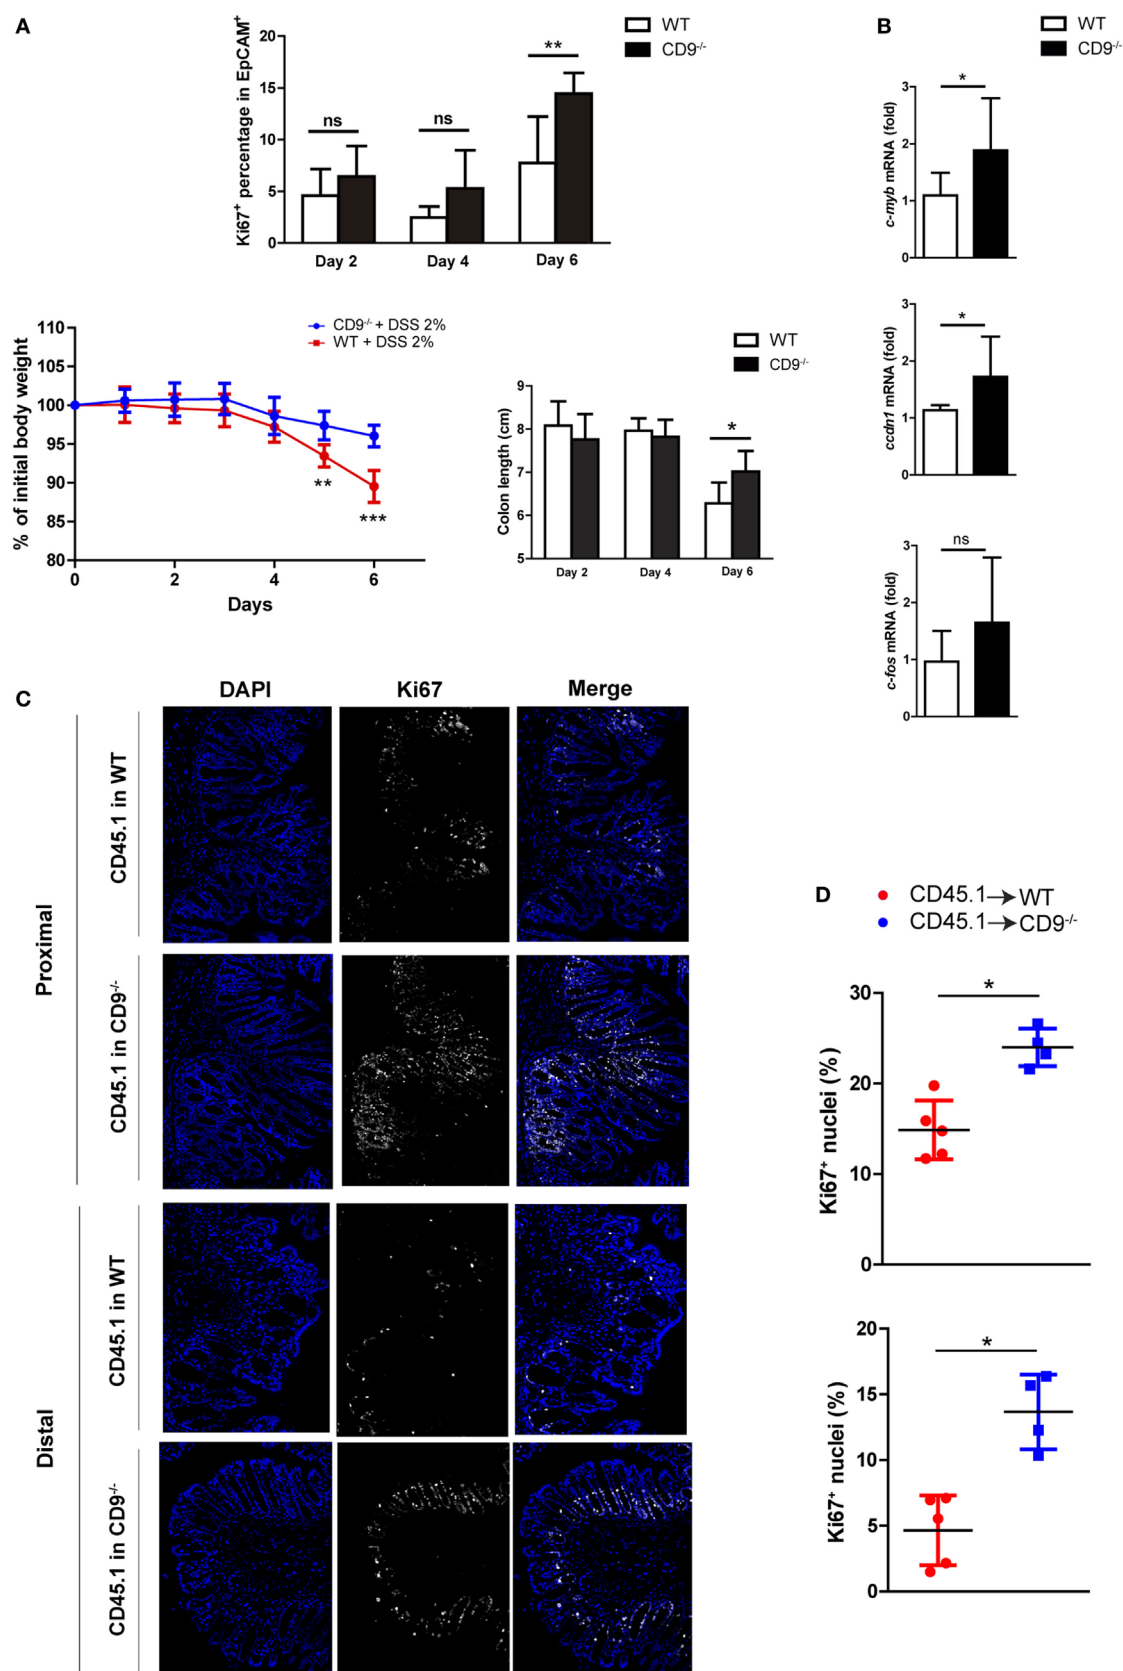 A
WT
CD9-/-
Ki67+ percentage in EpCAM+
20
15
10
5
0
ns
ns
**
Day 2
Day 4
Day 6
% of initial body weight
110
105
100
95
90
85
80
CD9-/- + DSS 2%
WT + DSS 2%
**
***
0
2
4
6
Days
WT
CD9-/-
Colon length (cm)
9
8
7
6
5
*
Day 2
Day 4
Day 6
B
WT
CD9-/-
c-myb mRNA (fold)
3
2
1
0
*
ccdn1 mRNA (fold)
3
2
1
0
*
c-fos mRNA (fold)
3
2
1
0
ns
C
DAPI
Ki67
Merge
Proximal
CD45.1 in WT
CD45.1 in CD9-/-
Distal
CD45.1 in WT
CD45.1 in CD9-/-
D
CD45.1→WT
CD45.1→CD9-/-
Ki67+ nuclei (%)
30
20
10
0
*
Ki67+ nuclei (%)
20
15
10
5
0
*